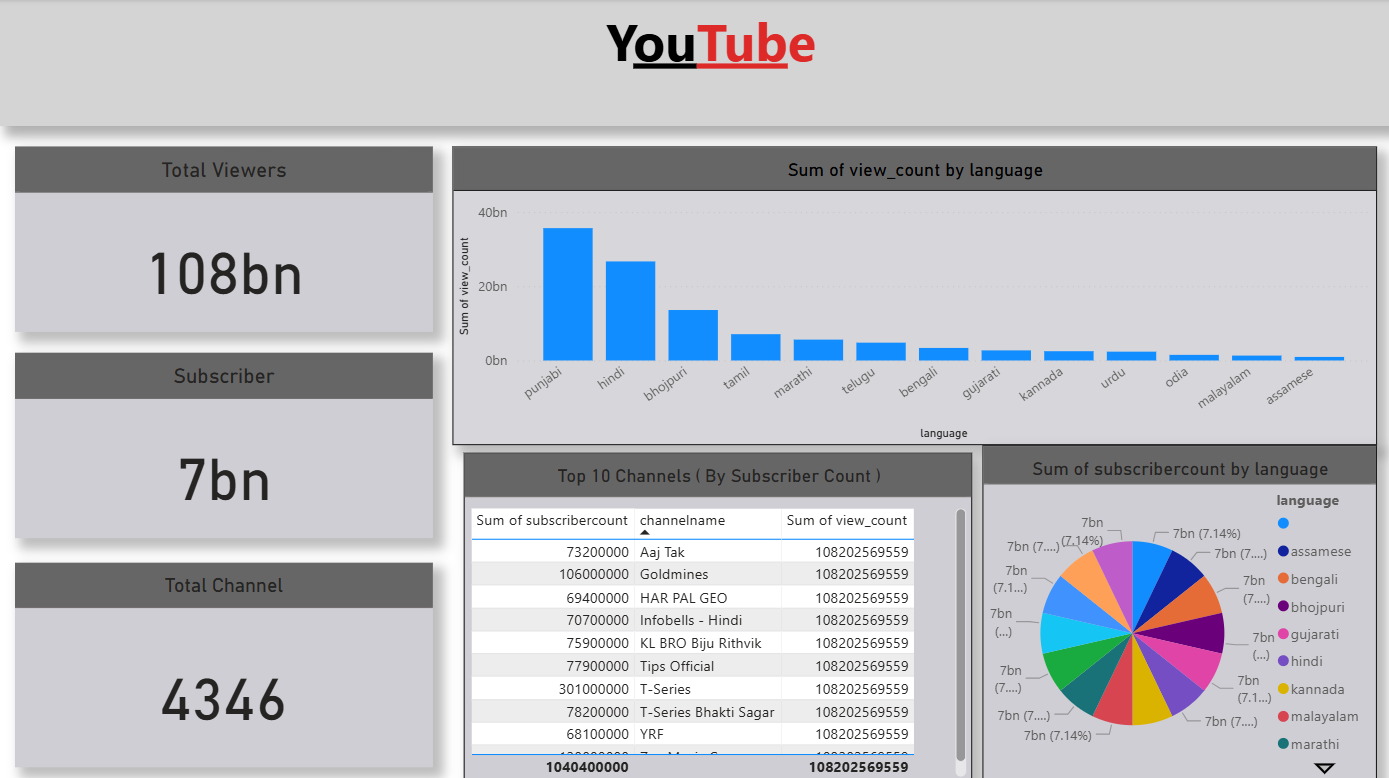 YouTube
Total Viewers
108bn
Subscriber
7bn
Total Channel
4346
Sum of view_count by language
Sum of view_count
40bn
20bn
0bn
punjabi
hindi
bhojpuri
tamil
marathi
telugu
bengali
gujarati
kannada
urdu
odia
malayalam
assamese
language
Top 10 Channels ( By Subscriber Count )
Sum of subscribercount channelname Sum of view_count
73200000 Aaj Tak 108202569559
106000000 Goldmines 108202569559
69400000 HAR PAL GEO 108202569559
70700000 Infobells - Hindi 108202569559
75900000 KL BRO Biju Rithvik 108202569559
77900000 Tips Official 108202569559
301000000 T-Series 108202569559
78200000 T-Series Bhakti Sagar 108202569559
68100000 YRF 108202569559
1040400000 108202569559
Sum of subscribercount by language
7bn (7.14%)
7bn (7....)
7bn
(7....)
7bn
(...)
7bn
(7.1...)
7bn (7....)
7bn (7.14%)
7bn (7....)
7bn
(7....)
7bn
(...)
7bn
(7.1...)
7bn (7....)
7bn
(7.14%)
language
assamese
bengali
bhojpuri
gujarati
hindi
kannada
malayalam
marathi